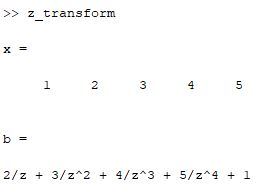 >> z_transform
x =
1 2 3 4 5
b =
2/z + 3/z^2 + 4/z^3 + 5/z^4 + 1